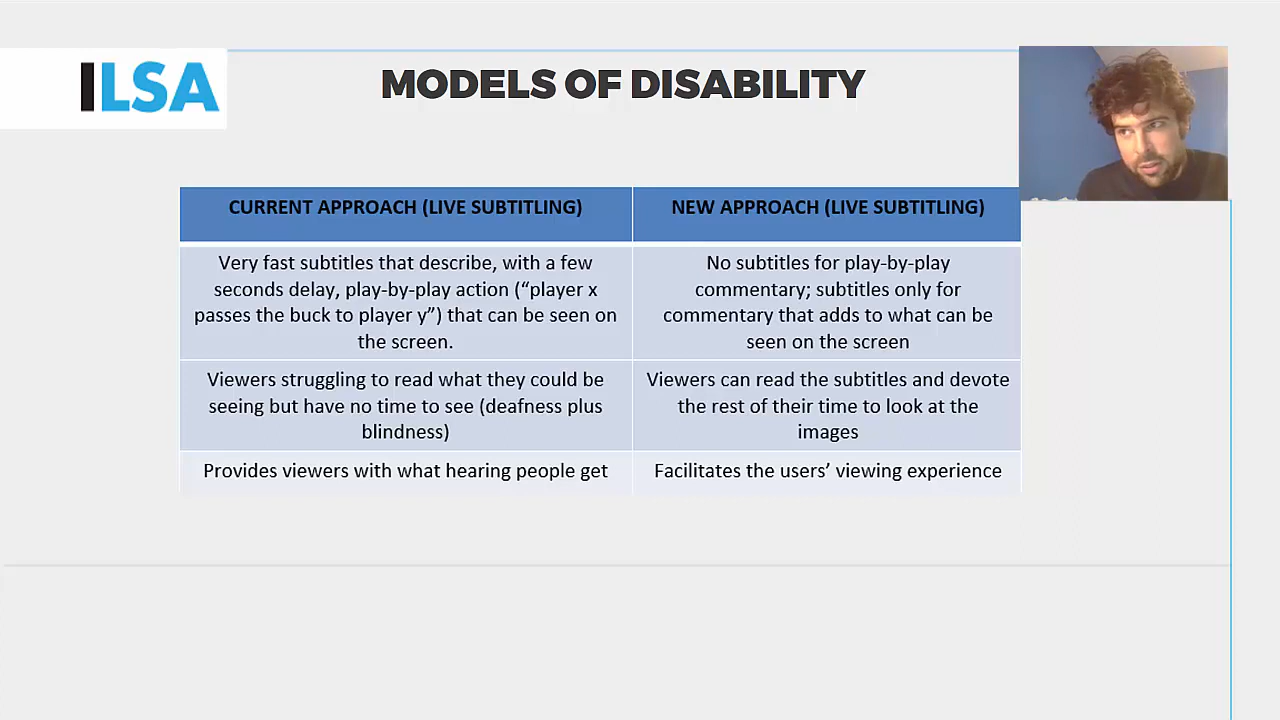 ILSA
MODELS OF DISABILITY
CURRENT APPROACH (LIVE SUBTITLING)
NEW APPROACH (LIVE SUBTITLING)
Very fast subtitles that describe, with a few
seconds delay, play-by-play action (“player x
passes the buck to player y”) that can be seen on
the screen.
No subtitles for play-by-play
commentary; subtitles only for
commentary that adds to what can be
seen on the screen
Viewers struggling to read what they could be
seeing but have no time to see (deafness plus
blindness)
Viewers can read the subtitles and devote
the rest of their time to look at the
images
Provides viewers with what hearing people get
Facilitates the users’ viewing experience